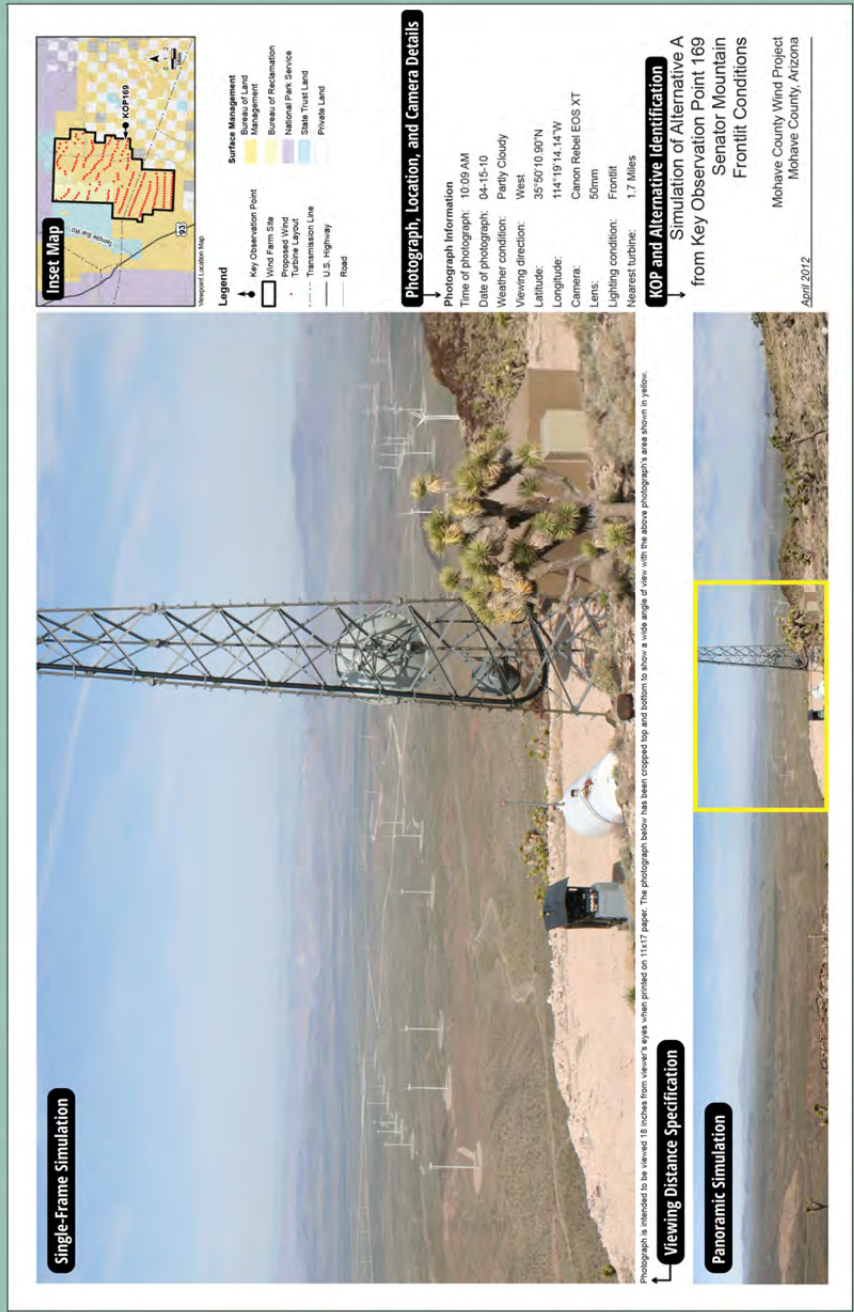 Single-Frame Simulation
Photograph is intended to be viewed 18 inches from viewer's eyes when printed on 11x17 paper. The photograph below has been cropped top and bottom to show a wide angle of view with the above photograph's area shown in yellow.
Viewing Distance Specification
Panoramic Simulation
Inset Map
Temple Bar Rd
93
KOP169
0 1 2
Miles
Viewpoint Location Map
Legend
Key Observation Point
Wind Farm Site
Proposed Wind
Turbine Layout
Transmission Line
U.S. Highway
Road
Surface Management
Bureau of Land
Management
Bureau of Reclamation
National Park Service
State Trust Land
Private Land
Photograph, Location, and Camera Details
Photograph Information
Time of photograph: 10:09 AM
Date of photograph: 04-15-10
Weather condition: Partly Cloudy
Viewing direction: West
Latitude: 35°50'10.90"N
Longitude: 114°19'14.14"W
Camera: Canon Rebel EOS XT
Lens: 50mm
Lighting condition: Frontlit
Nearest turbine: 1.7 Miles
KOP and Alternative Identification
Simulation of Alternative A
from Key Observation Point 169
Senator Mountain
Frontlit Conditions
Mohave County Wind Project
Mohave County, Arizona
April 2012